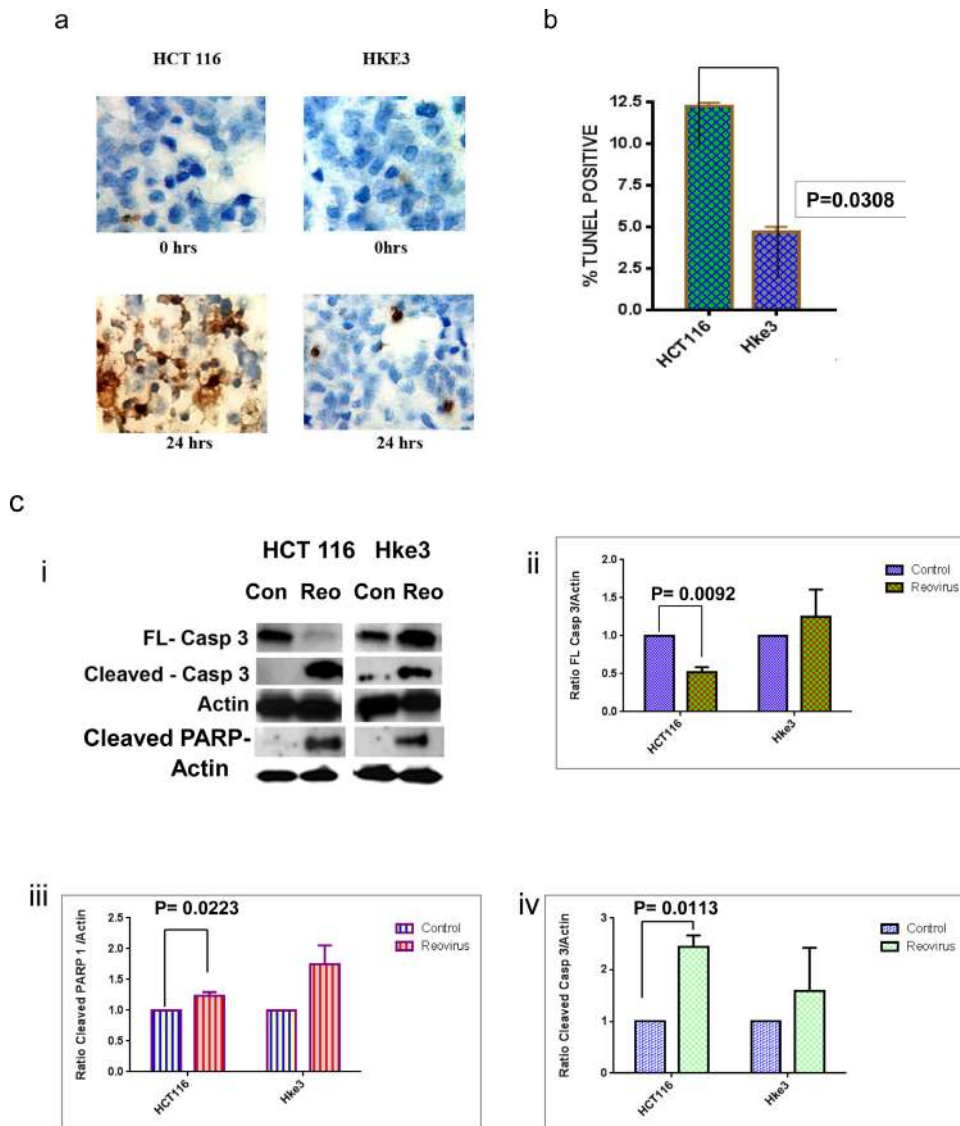 a
HCT 116 HKE3
0 hrs 0hrs
24 hrs 24 hrs
b
% TUNEL POSITIVE
12.5
10.0
7.5
5.0
2.5
0.0
P=0.0308
HCT116 Hke3
c
i
HCT 116 Hke3
Con Reo Con Reo
FL- Casp 3
Cleaved - Casp 3
Actin
Cleaved PARP-
Actin
ii
Ratio FL Casp 3/Actin
2.0
1.5
1.0
0.5
0.0
P= 0.0092
Control
Reovirus
HCT116 Hke3
iii
Ratio Cleaved PARP 1 /Actin
2.5
2.0
1.5
1.0
0.5
0.0
P= 0.0223
Control
Reovirus
HCT116 Hke3
iv
Ratio Cleaved Casp 3/Actin
3
2
1
0
P= 0.0113
Control
Reovirus
HCT116 Hke3